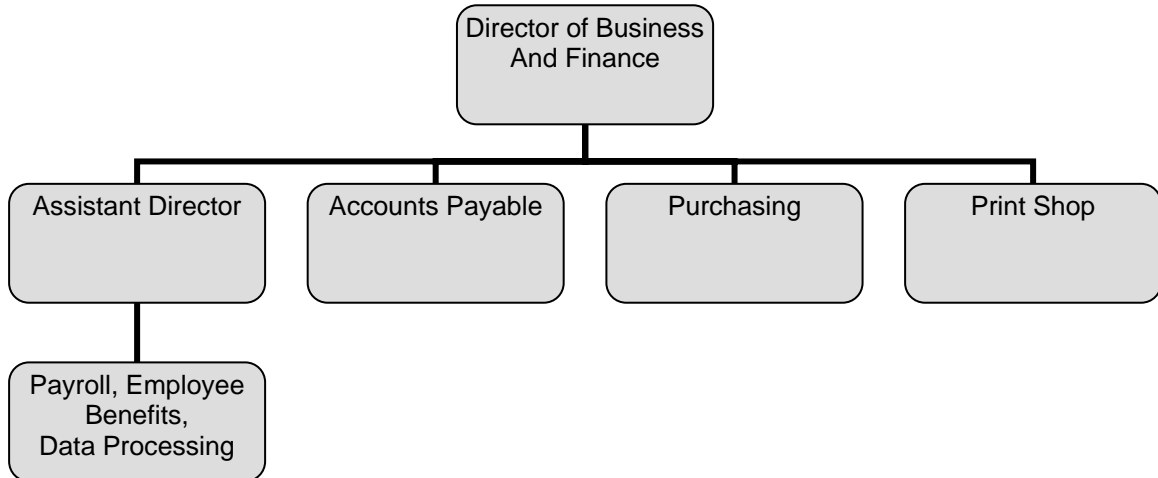 Director of Business
And Finance
Assistant Director
Accounts Payable
Purchasing
Print Shop
Payroll, Employee
Benefits,
Data Processing